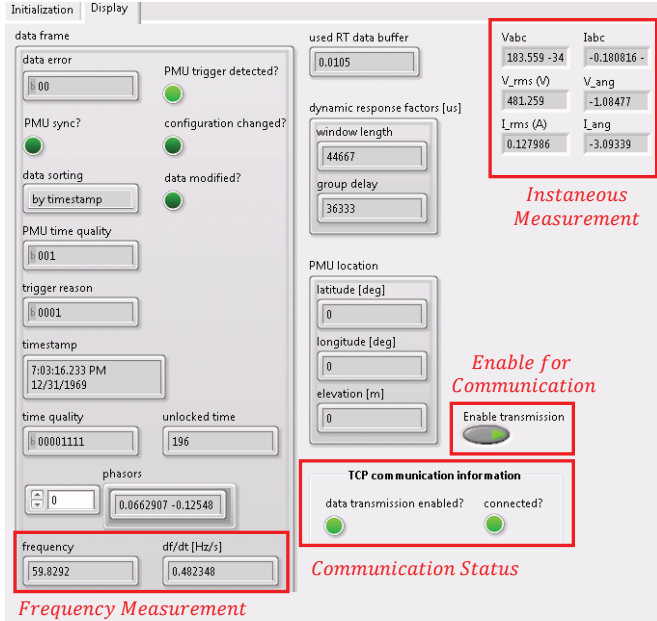 Initialization Display
data frame
data error
b 00
PMU trigger detected?
PMU sync?
configuration changed?
data sorting
by timestamp
data modified?
PMU time quality
b 001
trigger reason
b 0001
timestamp
7:03:16.233 PM
12/31/1969
time quality
b 00001111
unlocked time
196
phasors
0
0.0662907 -0.12548
frequency
59.8292
df/dt [Hz/s]
0.482348
Frequency Measurement
used RT data buffer
0.0105
dynamic response factors [us]
window length
44667
group delay
36333
PMU location
latitude [deg]
0
longitude [deg]
0
elevation [m]
0
Vabc
183.559 -34
Iabc
-0.180816 -
V_rms (V)
481.259
V_ang
-1.08477
I_rms (A)
0.127986
I_ang
-3.09339
Instaneous
Measurement
Enable for
Communication
Enable transmission
TCP communication information
data transmission enabled?
connected?
Communication Status